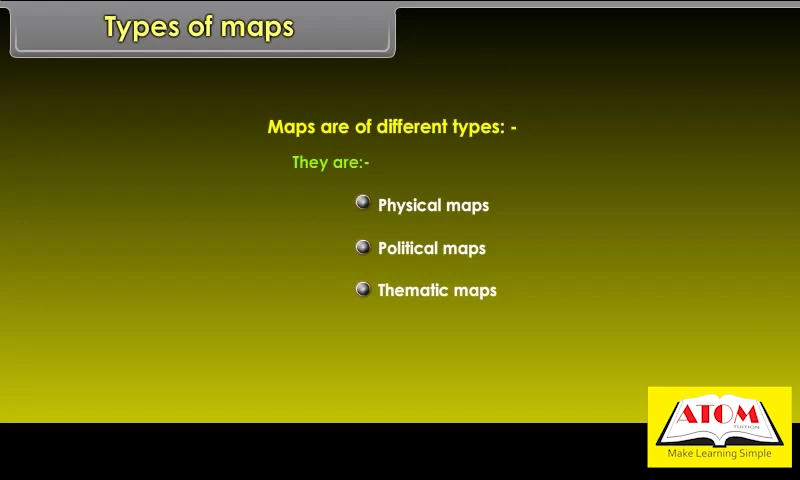 Types of maps
Maps are of different types: -
They are:-
Physical maps
Political maps
Thematic maps
ATOM
TUITION
Make Learning Simple